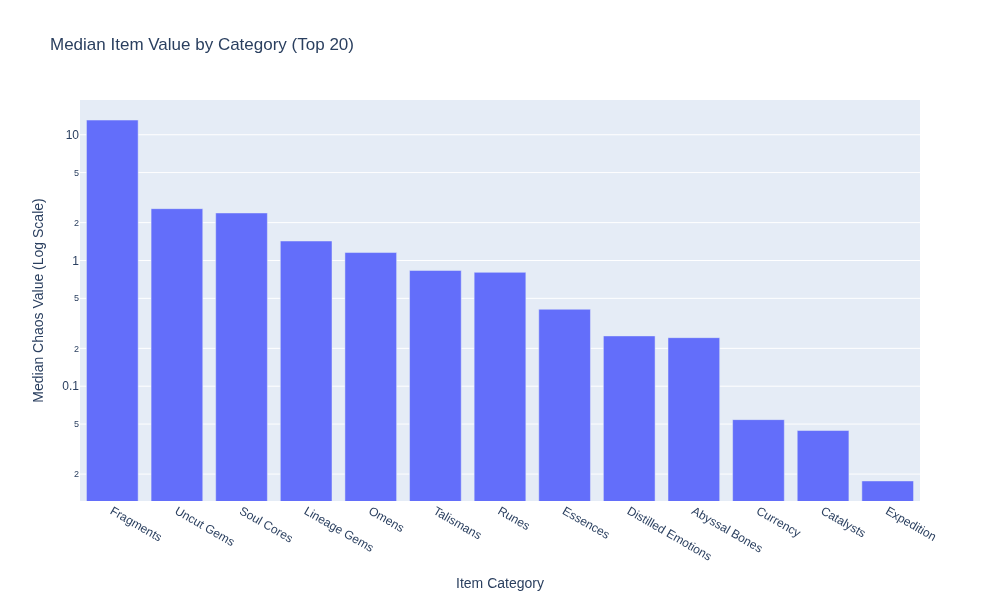 Median Item Value by Category (Top 20)
Median Chaos Value (Log Scale)
10
5
2
1
5
2
0.1
5
2
Fragments
Uncut Gems
Soul Cores
Lineage Gems
Omens
Talismans
Runes
Essences
Distilled Emotions
Abyssal Bones
Currency
Catalysts
Expedition
Item Category